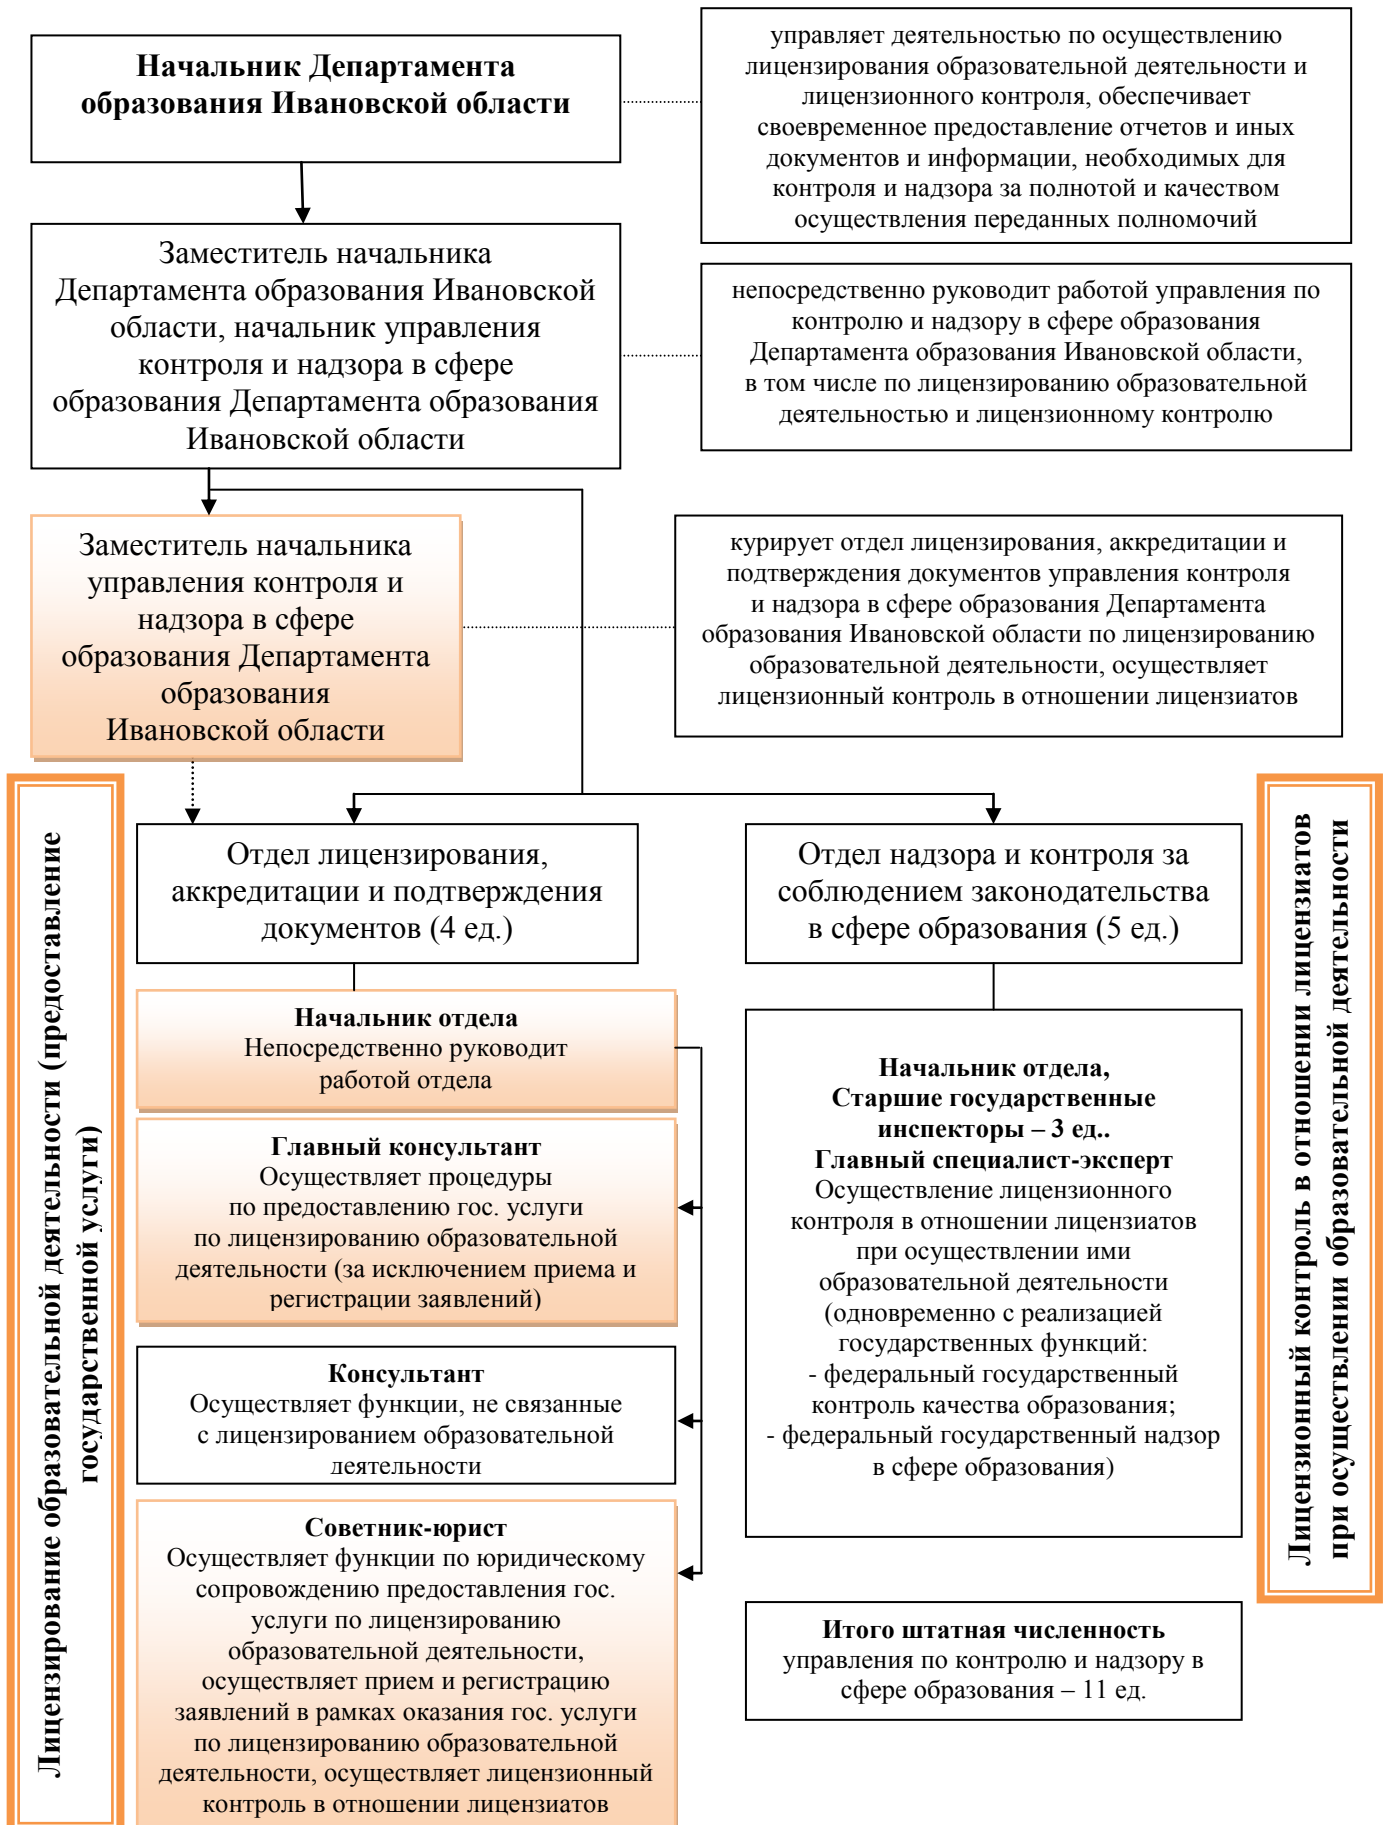 Начальник Департамента
образования Ивановской области
управляет деятельностью по осуществлению
лицензирования образовательной деятельности и
лицензионного контроля, обеспечивает
своевременное предоставление отчетов и иных
документов и информации, необходимых для
контроля и надзора за полнотой и качеством
осуществления переданных полномочий
Заместитель начальника
Департамента образования Ивановской
области, начальник управления
контроля и надзора в сфере
образования Департамента образования
Ивановской области
непосредственно руководит работой управления по
контролю и надзору в сфере образования
Департамента образования Ивановской области,
в том числе по лицензированию образовательной
деятельностью и лицензионному контролю
Заместитель начальника
управления контроля и
надзора в сфере
образования Департамента
образования
Ивановской области
курирует отдел лицензирования, аккредитации и
подтверждения документов управления контроля
и надзора в сфере образования Департамента
образования Ивановской области по лицензированию
образовательной деятельности, осуществляет
лицензионный контроль в отношении лицензиатов
Лицензирование образовательной деятельности (предоставление
государственной услуги)
Отдел лицензирования,
аккредитации и подтверждения
документов (4 ед.)
Начальник отдела
Непосредственно руководит
работой отдела
Главный консультант
Осуществляет процедуры
по предоставлению гос. услуги
по лицензированию образовательной
деятельности (за исключением приема и
регистрации заявлений)
Консультант
Осуществляет функции, не связанные
с лицензированием образовательной
деятельности
Советник-юрист
Осуществляет функции по юридическому
сопровождению предоставления гос.
услуги по лицензированию
образовательной деятельности,
осуществляет прием и регистрацию
заявлений в рамках оказания гос. услуги
по лицензированию образовательной
деятельности, осуществляет лицензионный
контроль в отношении лицензиатов
Отдел надзора и контроля за
соблюдением законодательства
в сфере образования (5 ед.)
Начальник отдела,
Старшие государственные
инспекторы – 3 ед..
Главный специалист-эксперт
Осуществление лицензионного
контроля в отношении лицензиатов
при осуществлении ими
образовательной деятельности
(одновременно с реализацией
государственных функций:
- федеральный государственный
контроль качества образования;
- федеральный государственный надзор
в сфере образования)
Итого штатная численность
управления по контролю и надзору в
сфере образования – 11 ед.
Лицензионный контроль в отношении лицензиатов
при осуществлении образовательной деятельности